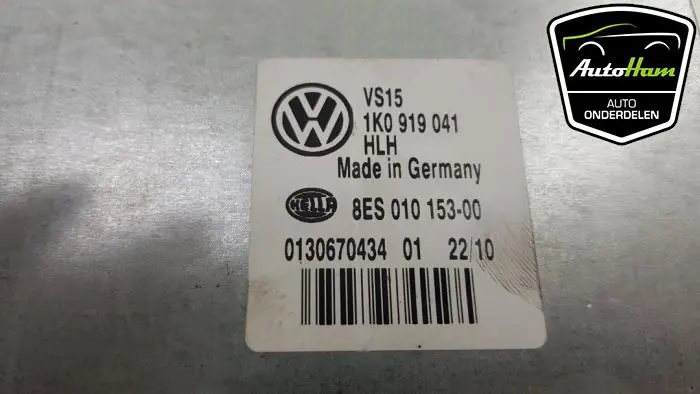 VS15
1K0 919 041
HLH
Made in Germany
HELLA
8ES 010 153-00
0130670434 01 22/10
AutoHam
AUTO
ONDERDELEN